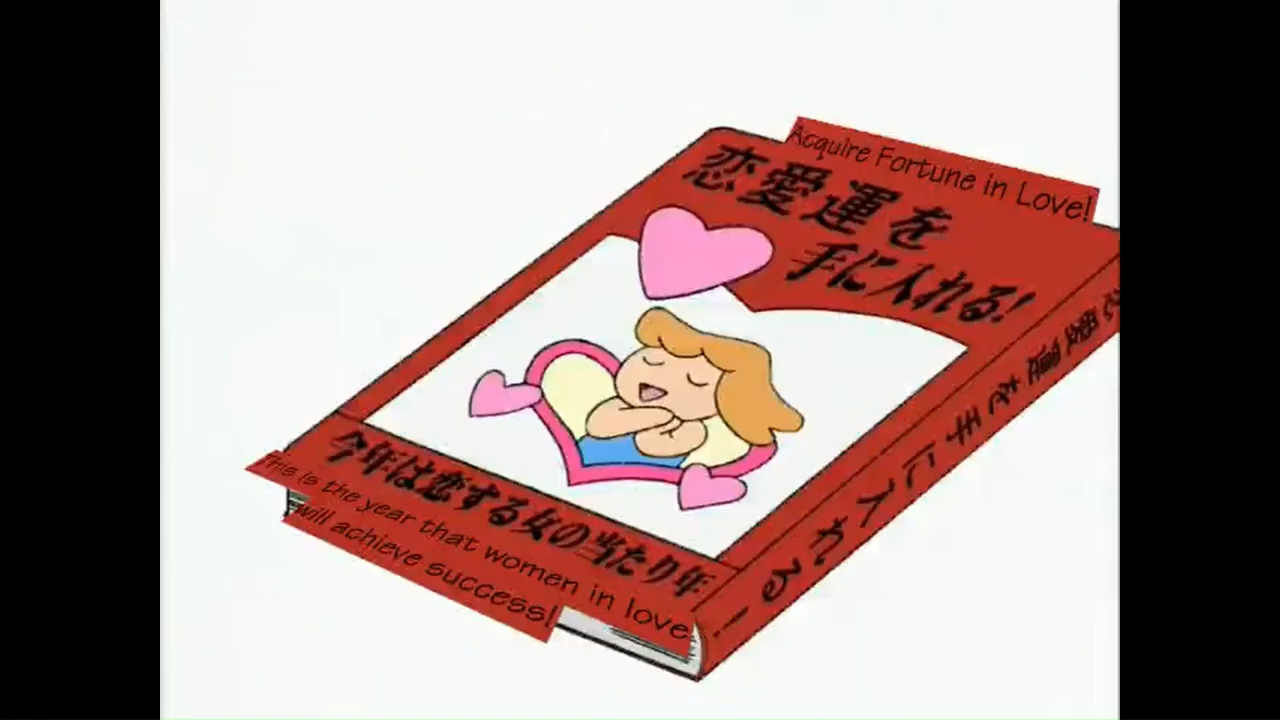 Acquire Fortune in Love!
恋愛運を
手に入れる!
今年は恋する女の当たり年
This is the year that women in love
will achieve success!
愛運を手に入れる!